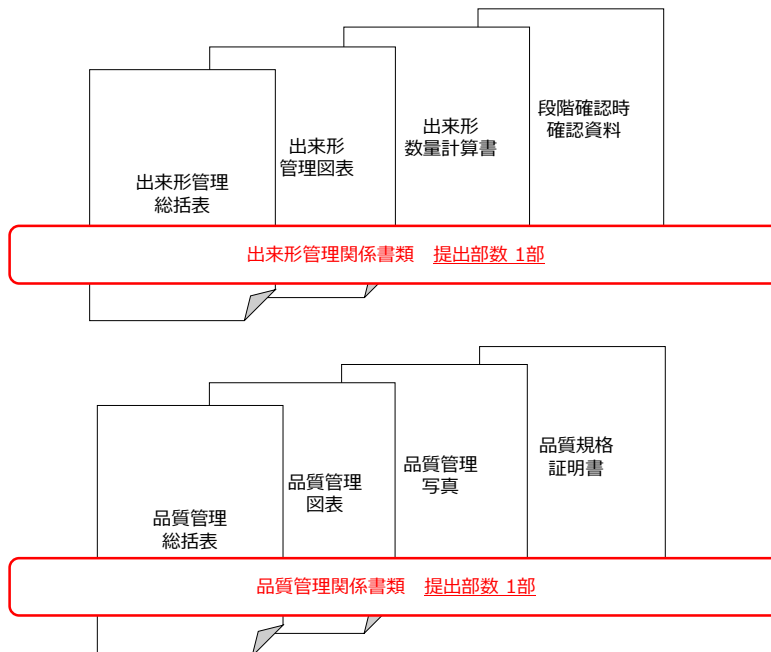 出来形管理
総括表
出来形
管理図表
出来形
数量計算書
段階確認時
確認資料
出来形管理関係書類　提出部数 1部
品質管理
総括表
品質管理
図表
品質管理
写真
品質規格
証明書
品質管理関係書類　提出部数 1部